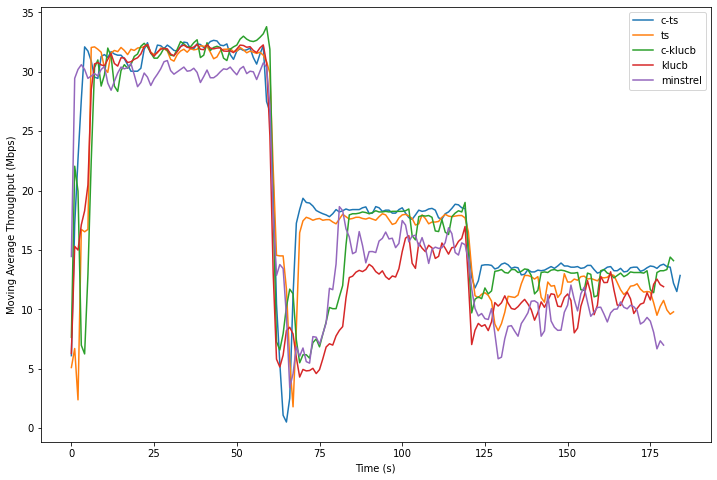 35
30
25
20
15
10
5
0
Moving Average Throughput (Mbps)
c-ts
ts
c-klucb
klucb
minstrel
0 25 50 75 100 125 150 175
Time (s)